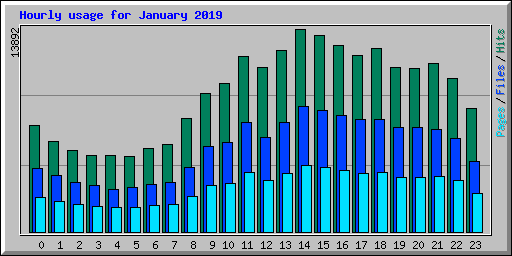 Hourly usage for January 2019
13892
Pages/Files/Hits
0 1 2 3 4 5 6 7 8 9 10 11 12 13 14 15 16 17 18 19 20 21 22 23